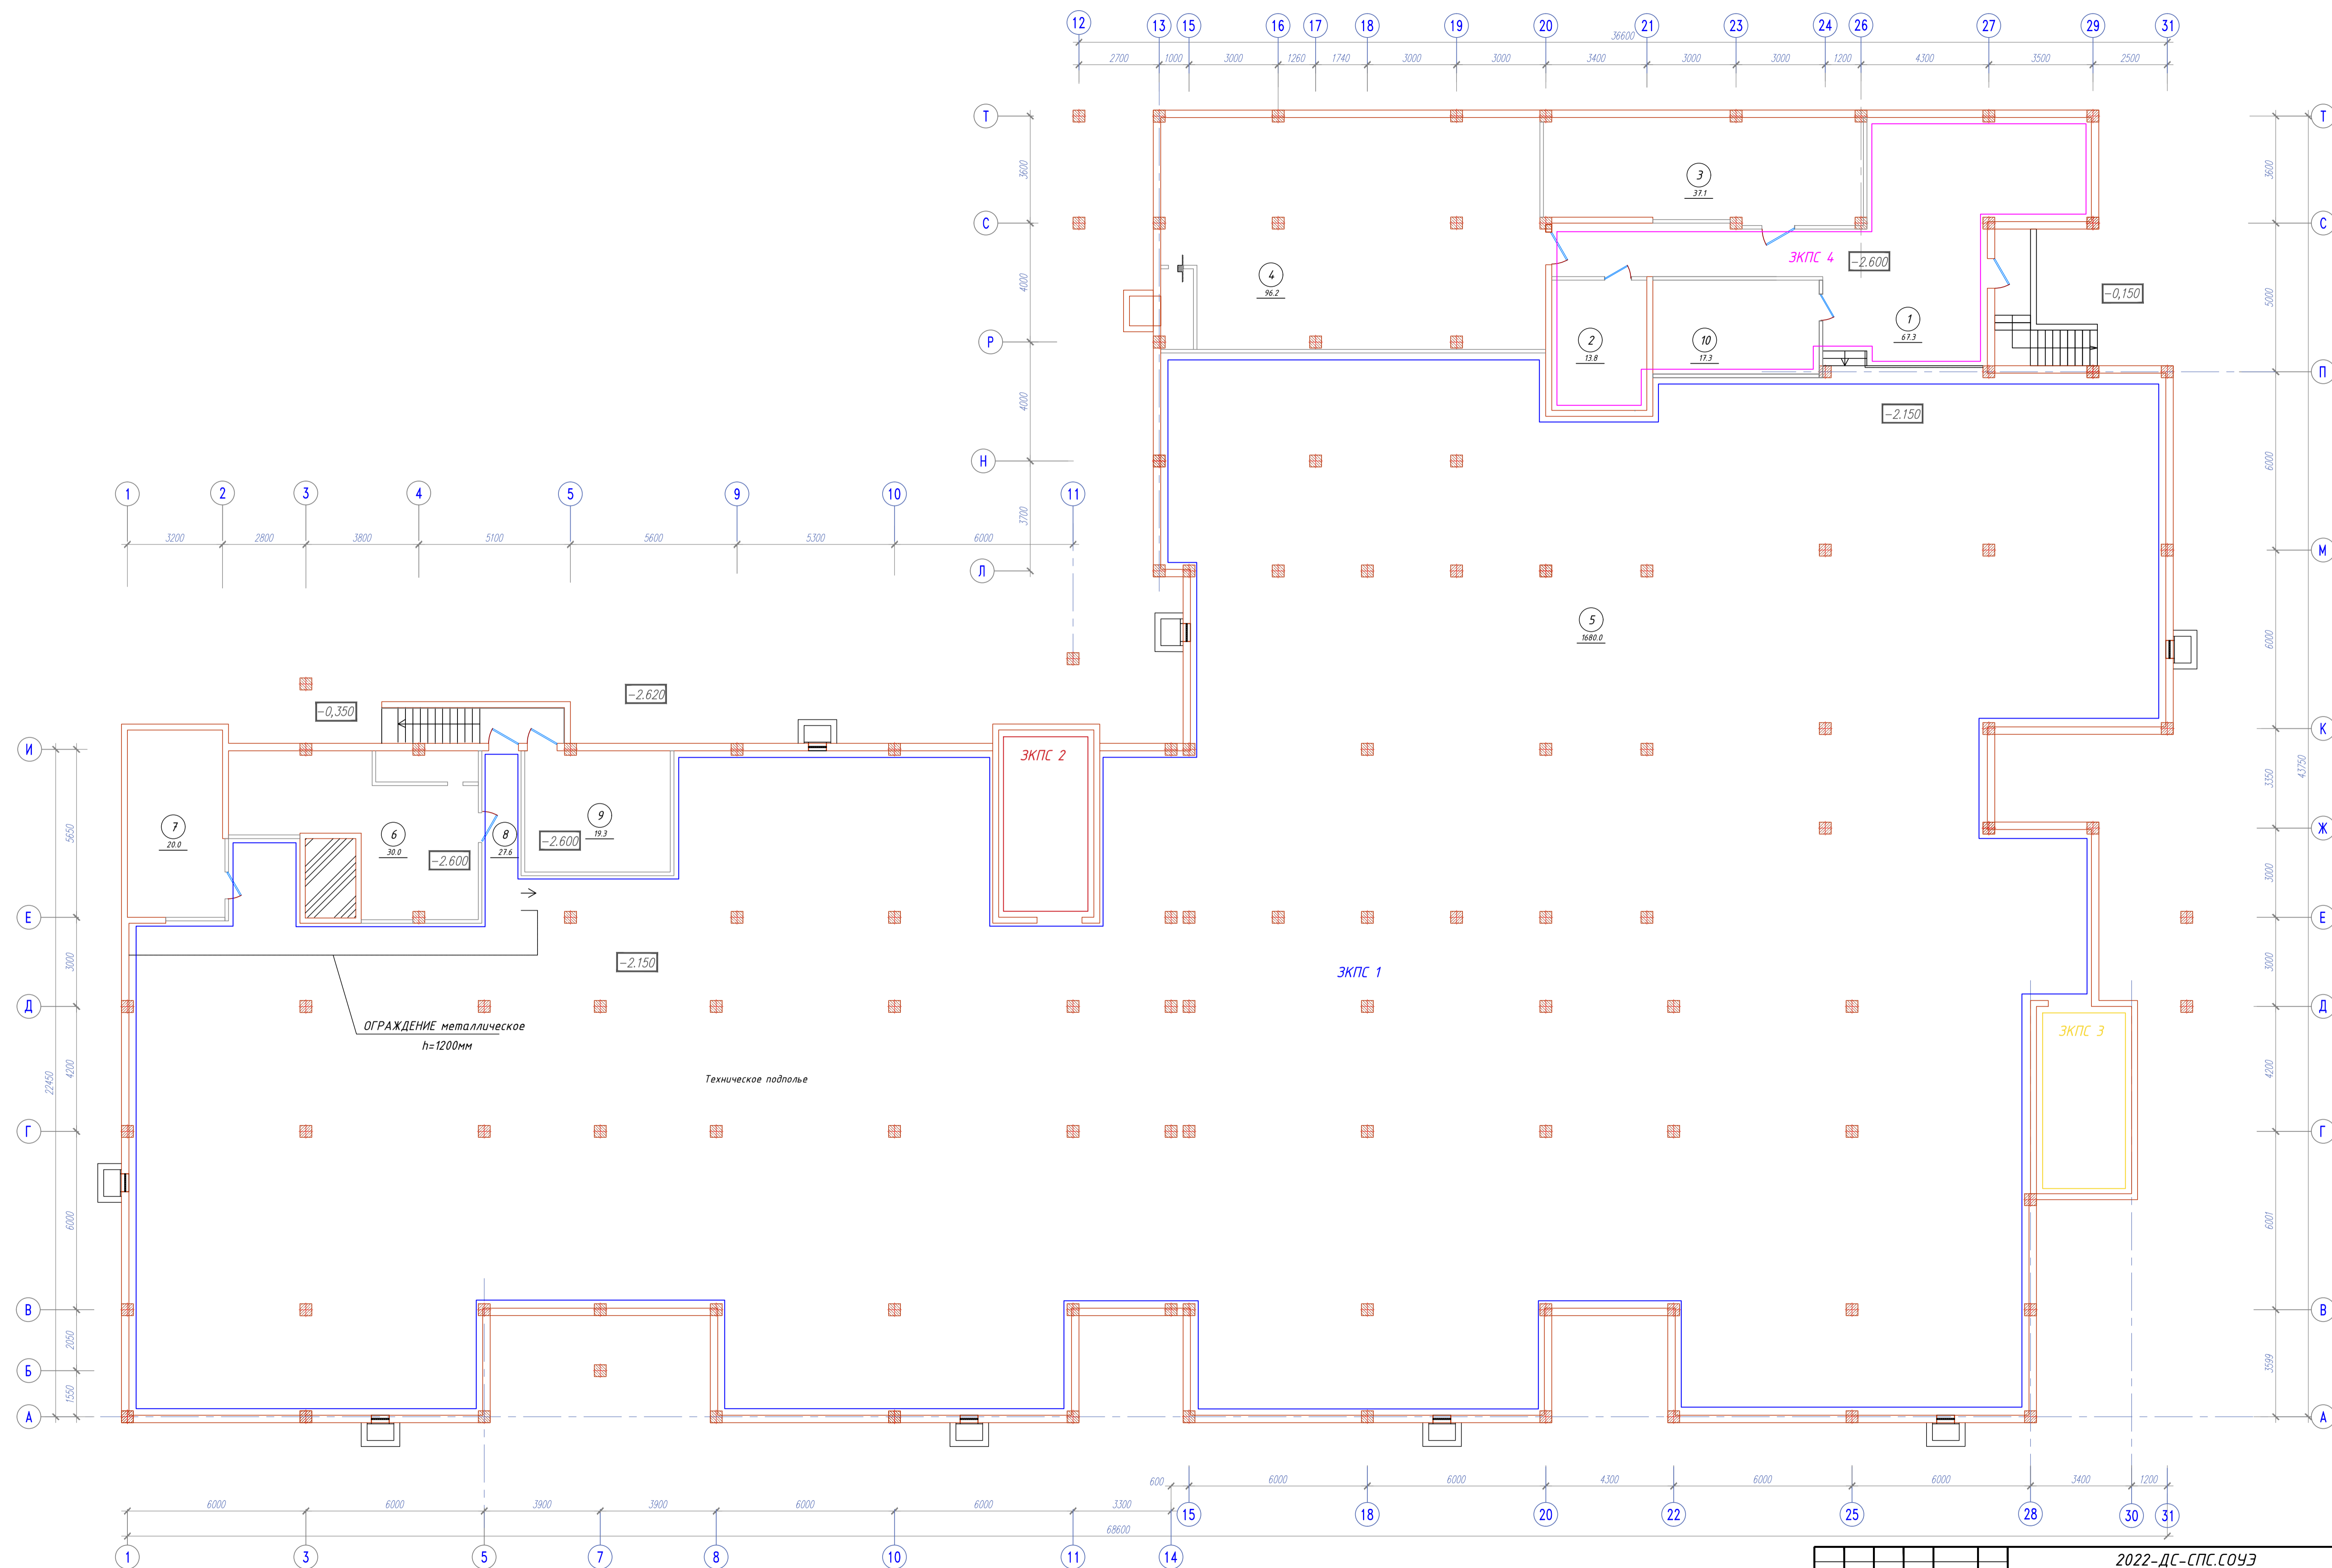 12 13 15 16 17 18 19 20 21 23 24 26 27 29 31
36600
2700 1000 3000 1260 1740 3000 3000 3400 3000 3000 1200 4300 3500 2500
Т
Т
3600
3
37.1
3600
С
С
ЗКПС 4
-2.600
4
96.2
4000
-0,150
5000
1
67.3
2
13.8
10
17.3
Р
П
4000
-2.150
Н
6000
1 2 3 4 5 9 10 11
3700
3200 2800 3800 5100 5600 5300 6000
М
Л
5
1680.0
6000
-2.620
-0,350
К
И
ЗКПС 2
43750
3350
7
20.0
6
30.0
8
27.6
9
19.3
-2.600
-2.600
Ж
5650
3000
Е
Е
3000
-2.150
ЗКПС 1
3000
Д
Д
ОГРАЖДЕНИЕ металлическое
h=1200мм
ЗКПС 3
22450
4200
Техническое подполье
4200
Г
Г
6000
6001
В
В
2050
3599
Б
1550
А
А
600 6000 6000 4300 6000 6000 3400 1200
6000 6000 3900 3900 6000 6000 3300
15 18 20 22 25 28 30 31
68600
1 3 5 7 8 10 11 14
2022-ДС-СПС.СОУЭ